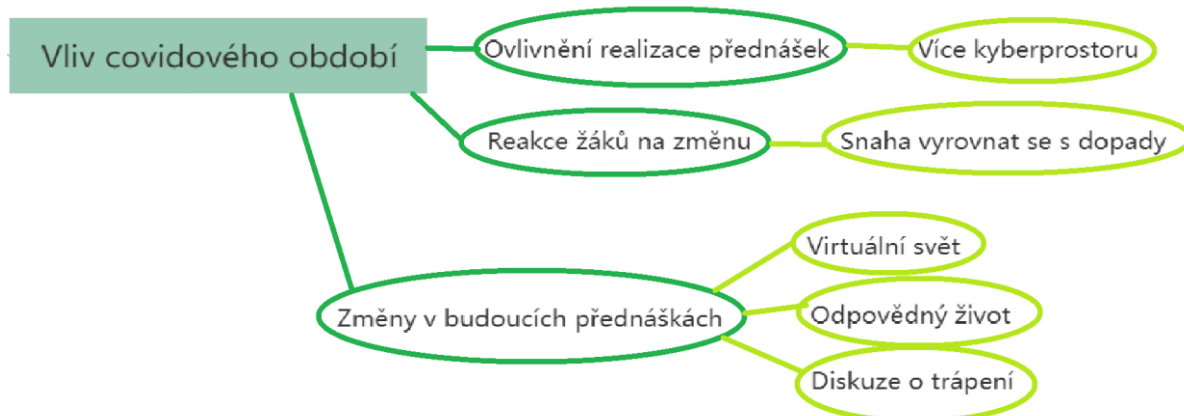 Vliv covidového období
Ovlivnění realizace přednášek
Více kyberprostoru
Reakce žáků na změnu
Snaha vyrovnat se s dopady
Změny v budoucích přednáškách
Virtuální svět
Odpovědný život
Diskuze o trápení